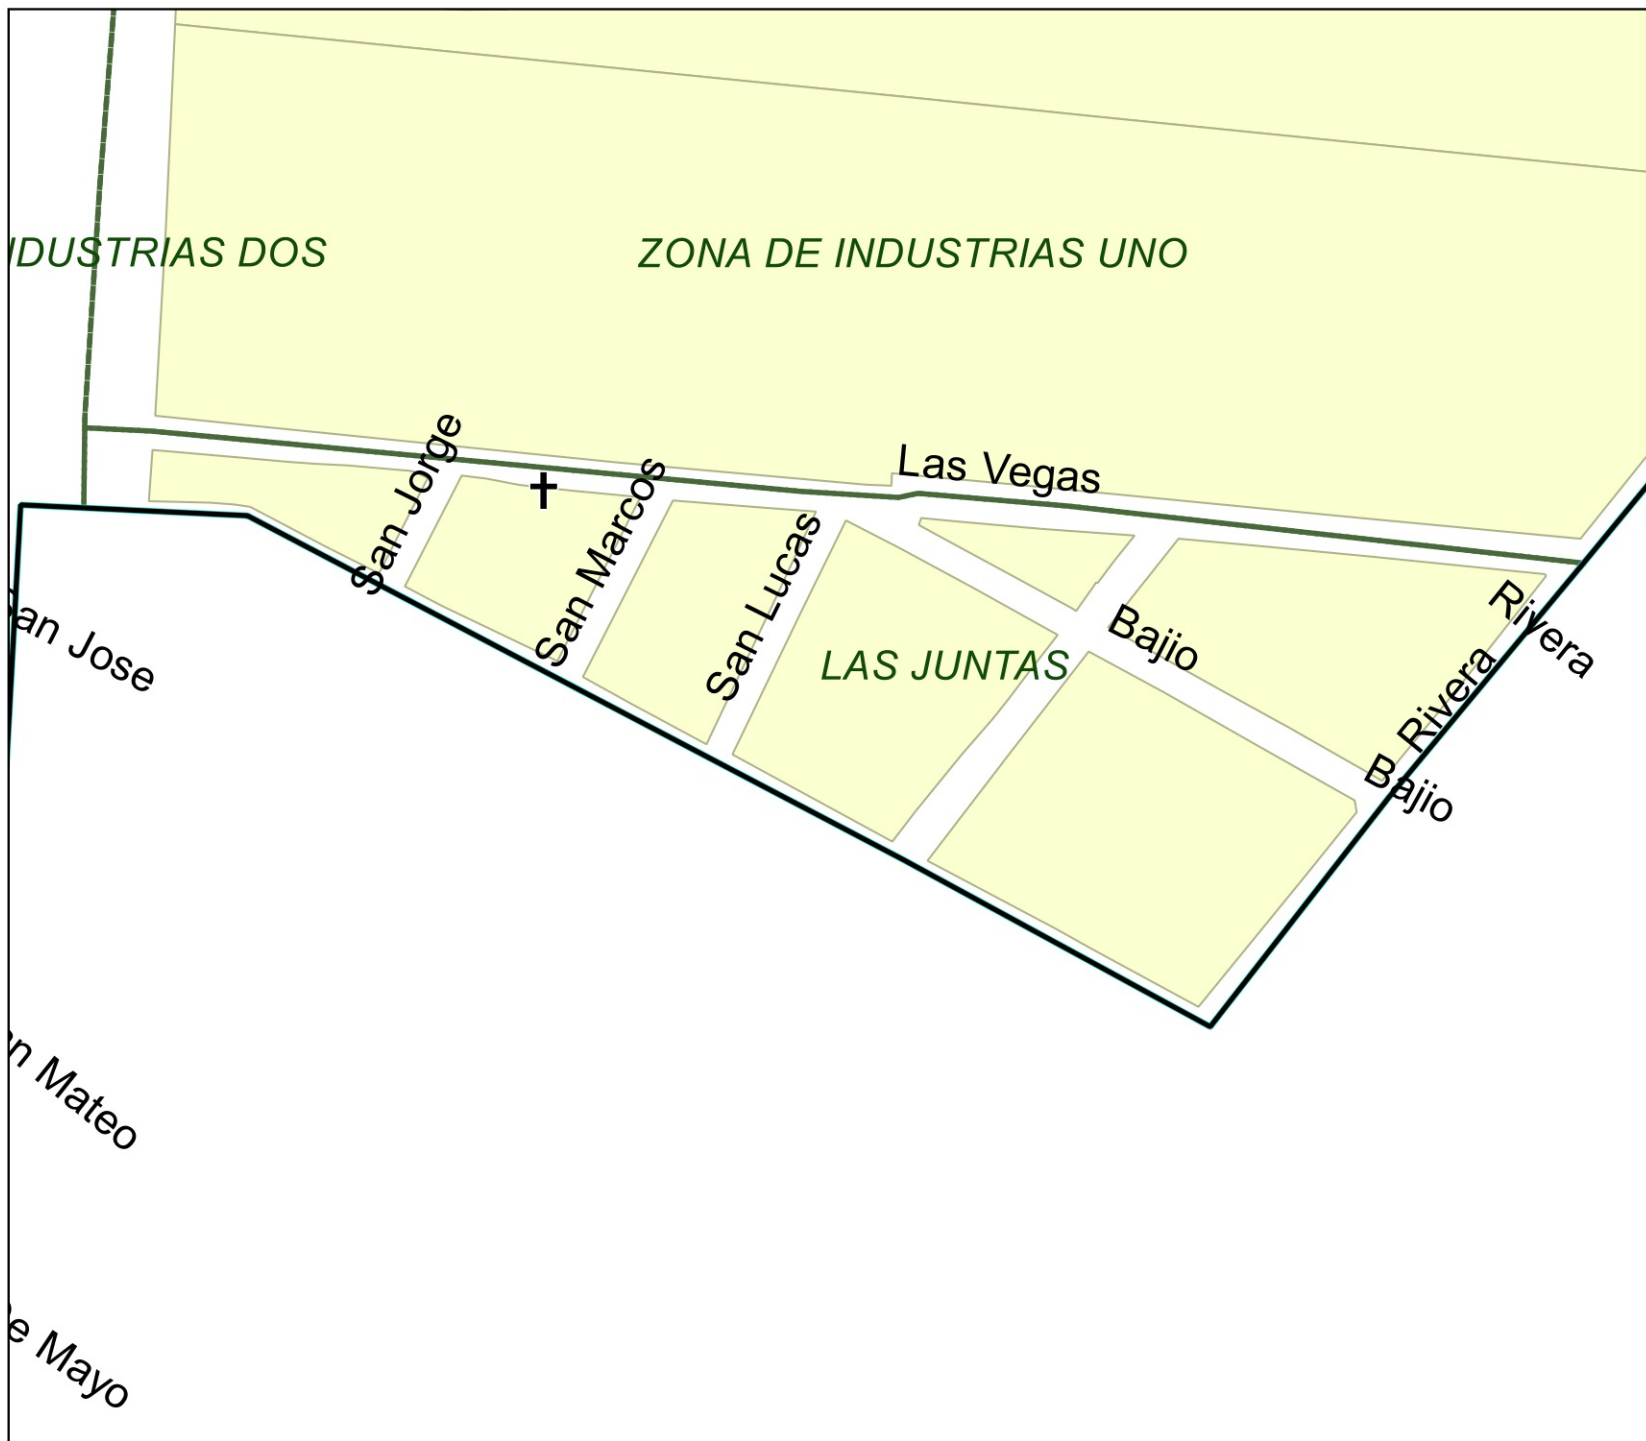 IDUSTRIAS DOS
ZONA DE INDUSTRIAS UNO
San Jorge
San Marcos
Las Vegas
San Lucas
San Jose
LAS JUNTAS
Bajio
Rivera
Rivera
Bajio
n Mateo
e Mayo